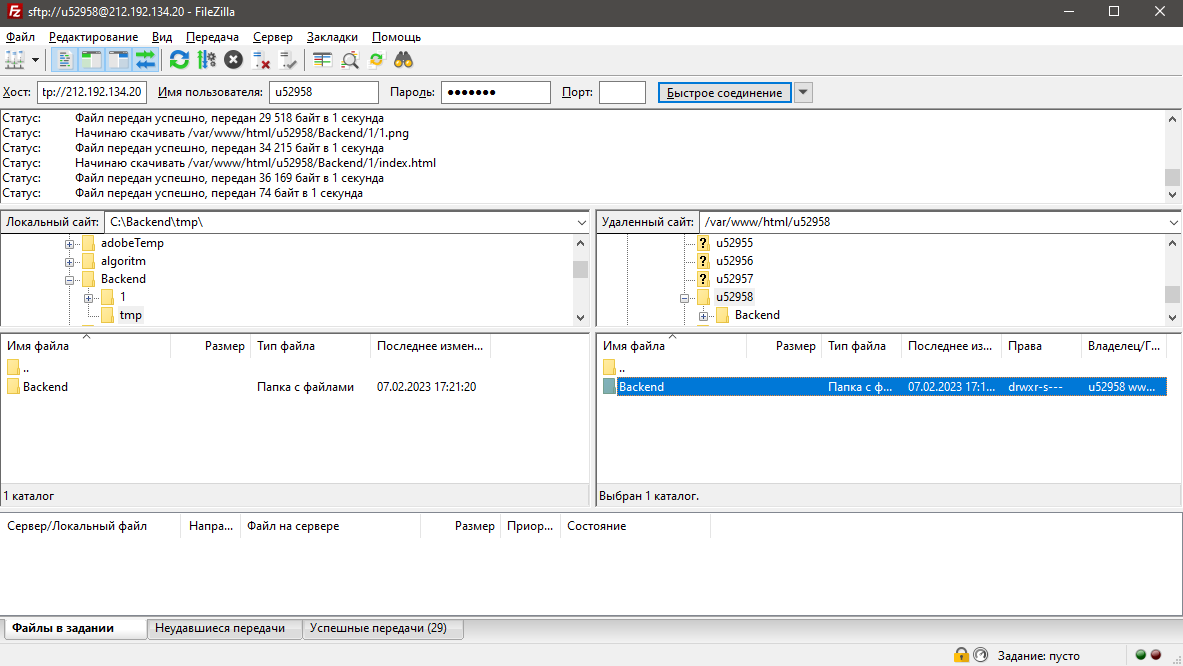 sftp://u52958@212.192.134.20 - FileZilla
Файл Редактирование Вид Передача Сервер Закладки Помощь
Хост: tp://212.192.134.20 Имя пользователя: u52958 Пароль: ●●●●●●● Порт: Быстрое соединение
Статус: Файл передан успешно, передан 29 518 байт в 1 секунда
Статус: Начинаю скачивать /var/www/html/u52958/Backend/1/1.png
Статус: Файл передан успешно, передан 34 215 байт в 1 секунда
Статус: Начинаю скачивать /var/www/html/u52958/Backend/1/index.html
Статус: Файл передан успешно, передан 36 169 байт в 1 секунда
Статус: Файл передан успешно, передан 74 байт в 1 секунда
Локальный сайт: C:\Backend\tmp\
adobeTemp
algoritm
Backend
1
tmp
Удаленный сайт: /var/www/html/u52958
u52955
u52956
u52957
u52958
Backend
Имя файла Размер Тип файла Последнее измен...
..
Backend Папка с файлами 07.02.2023 17:21:20
1 каталог
Имя файла Размер Тип файла Последнее из... Права Владелец/Г...
..
Backend Папка с ф... 07.02.2023 17:1... drwxr-s--- u52958 ww...
Выбран 1 каталог.
Сервер/Локальный файл Напра... Файл на сервере Размер Приор... Состояние
Файлы в задании Неудавшиеся передачи Успешные передачи (29)
Задание: пусто